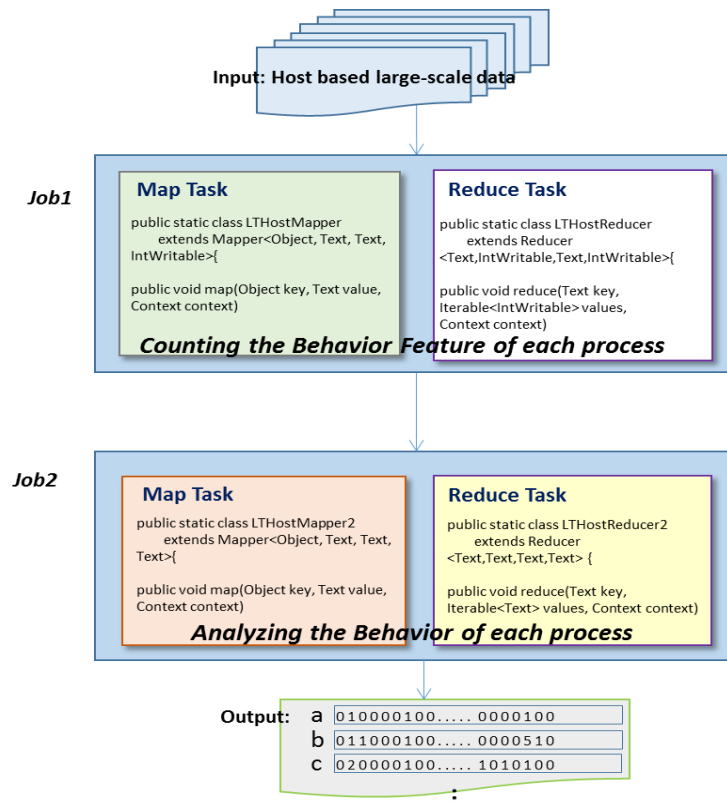 Input: Host based large-scale data
Job1
Map Task
public static class LTHostMapper
extends Mapper<Object, Text, Text,
IntWritable>{
public void map(Object key, Text value,
Context context)
Reduce Task
public static class LTHostReducer
extends Reducer
<Text,IntWritable,Text,IntWritable>{
public void reduce(Text key,
Iterable<IntWritable> values,
Context context)
Counting the Behavior Feature of each process
Job2
Map Task
public static class LTHostMapper2
extends Mapper<Object, Text, Text,
Text>{
public void map(Object key, Text value,
Context context)
Reduce Task
public static class LTHostReducer2
extends Reducer
<Text,Text,Text,Text> {
public void reduce(Text key,
Iterable<Text> values, Context context)
Analyzing the Behavior of each process
Output: a 010000100..... 0000100
b 011000100..... 0000510
c 020000100..... 1010100
: